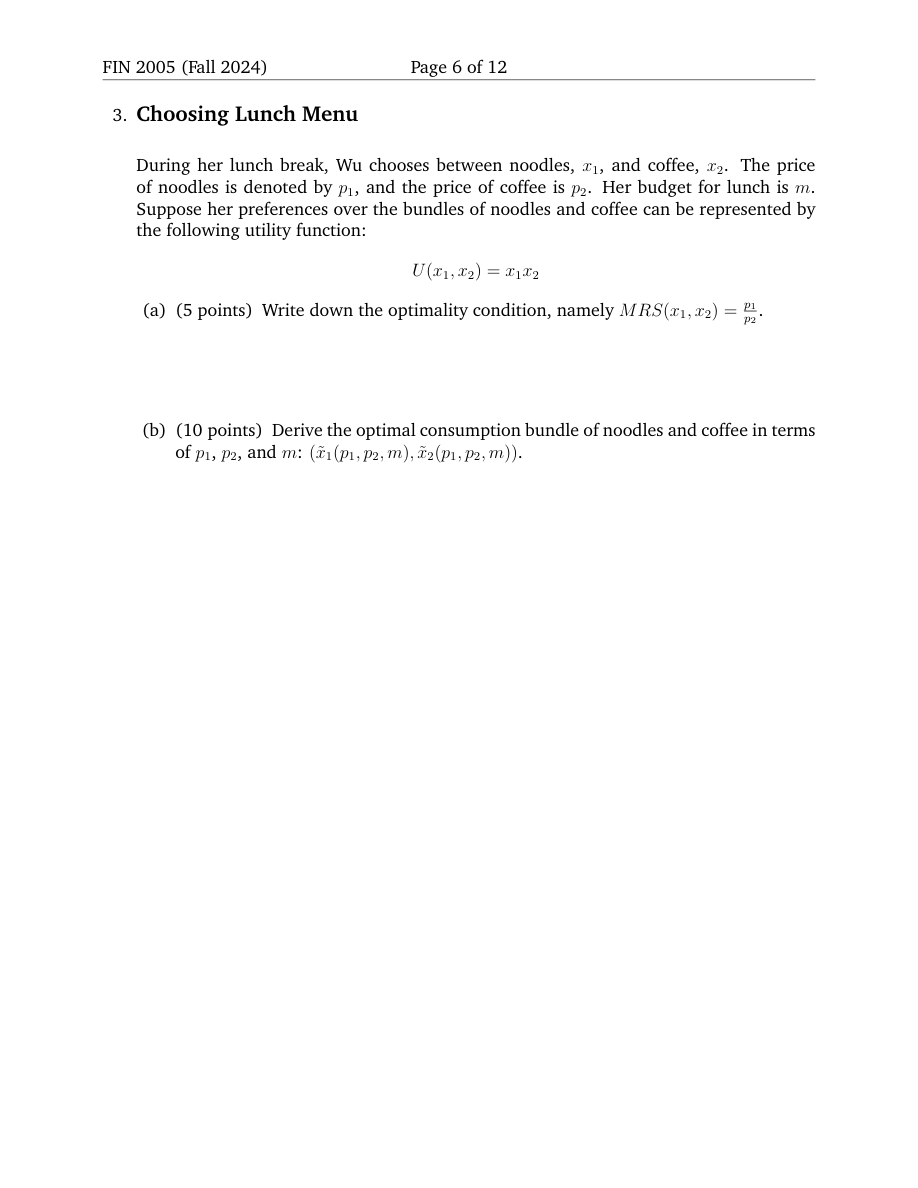 FIN 2005 (Fall 2024) Page 6 of 12
3. Choosing Lunch Menu
During her lunch break, Wu chooses between noodles, x₁, and coffee, x₂. The price
of noodles is denoted by p₁, and the price of coffee is p₂. Her budget for lunch is m.
Suppose her preferences over the bundles of noodles and coffee can be represented by
the following utility function:
U(x₁, x₂) = x₁x₂
(a) (5 points) Write down the optimality condition, namely MRS(x₁, x₂) = p₁/p₂.
(b) (10 points) Derive the optimal consumption bundle of noodles and coffee in terms
of p₁, p₂, and m: (x̃₁(p₁, p₂, m), x̃₂(p₁, p₂, m)).